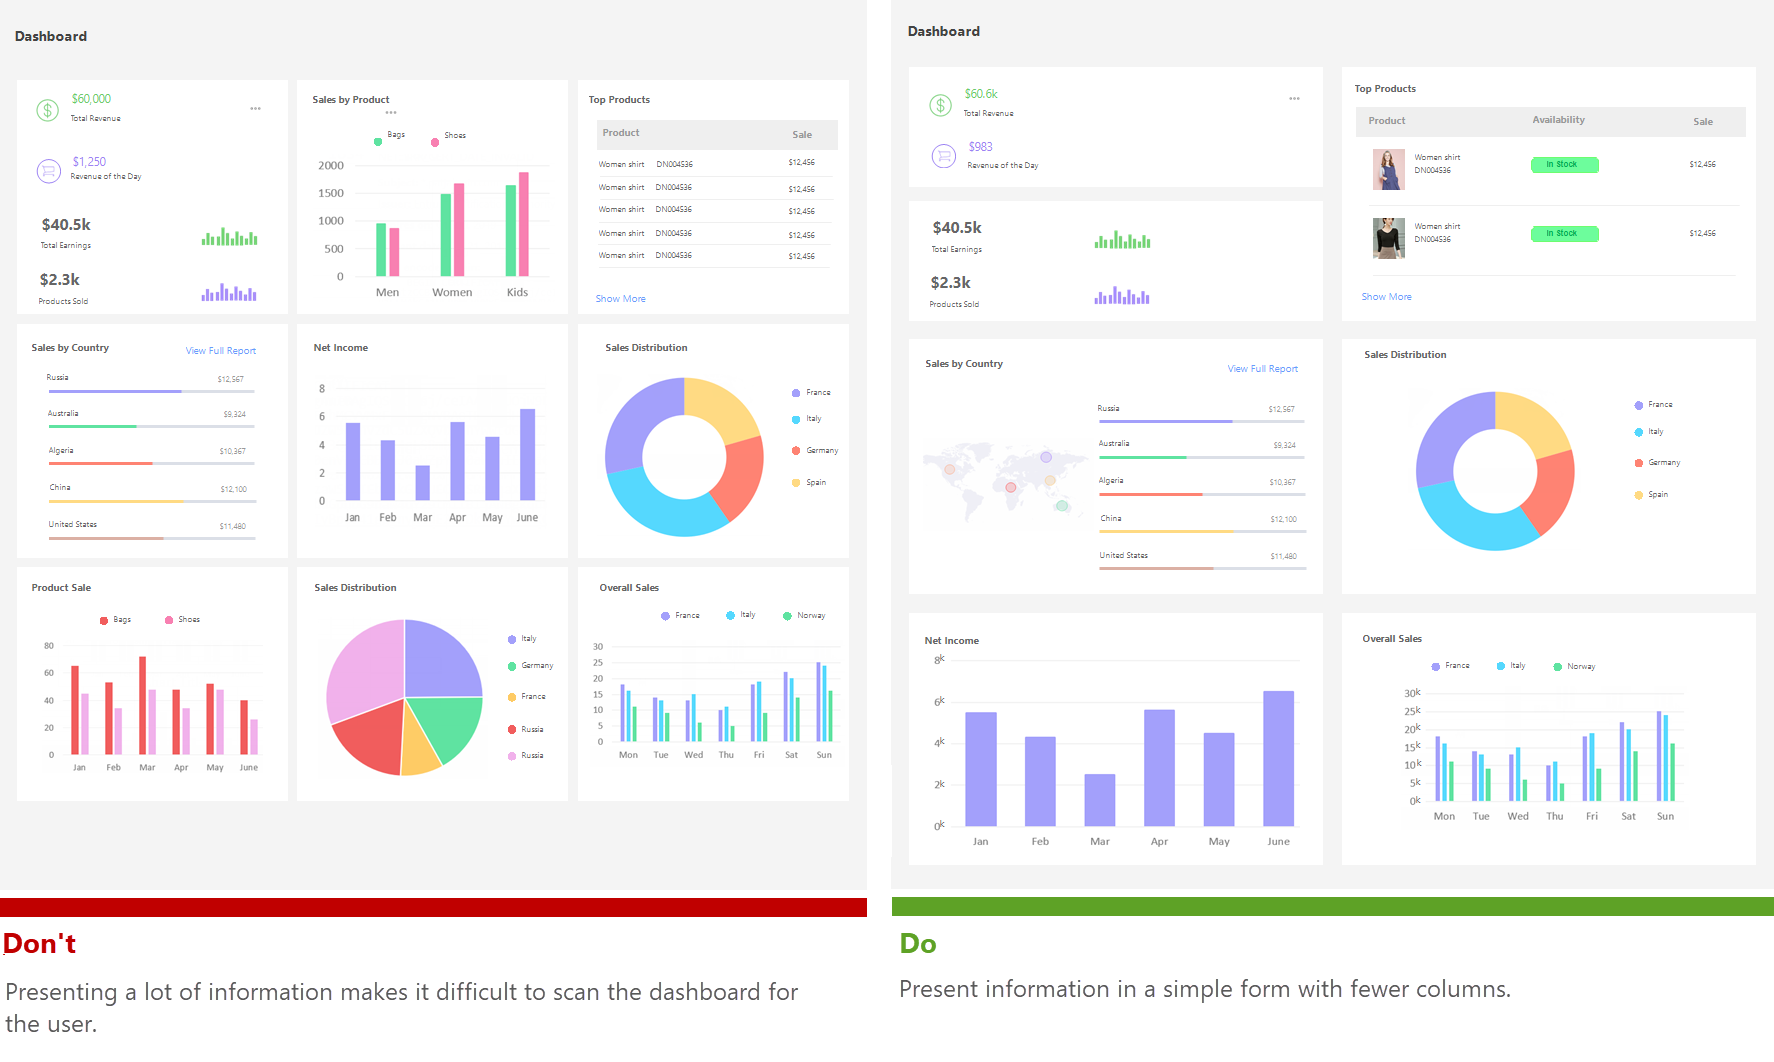 Dashboard
$60,000
Total Revenue
$1,250
Revenue of the Day
$40.5k
Total Earnings
$2.3k
Products Sold
Sales by Product
Bags Shoes
2000
1500
1000
500
0
Men Women Kids
Top Products
Product Sale
Women shirt DN004536 $12,456
Women shirt DN004536 $12,456
Women shirt DN004536 $12,456
Women shirt DN004536 $12,456
Women shirt DN004536 $12,456
Show More
Sales by Country
View Full Report
Russia $12,567
Australia $9,324
Algeria $10,367
China $12,100
United States $11,480
Net Income
8
6
4
2
0
Jan Feb Mar Apr May June
Sales Distribution
France
Italy
Germany
Spain
Product Sale
Bags Shoes
80
60
40
20
0
Jan Feb Mar Apr May June
Sales Distribution
Italy
Germany
France
Russia
Russia
Overall Sales
France Italy Norway
30
25
20
15
10
5
0
Mon Tue Wed Thu Fri Sat Sun
Don't
Presenting a lot of information makes it difficult to scan the dashboard for
the user.
Dashboard
$60.6k
Total Revenue
$983
Revenue of the Day
$40.5k
Total Earnings
$2.3k
Products Sold
Top Products
Product Availability Sale
Women shirt
DN004536
In Stock
$12,456
Women shirt
DN004536
In Stock
$12,456
Show More
Sales by Country
View Full Report
Russia $12,567
Australia $9,324
Algeria $10,367
China $12,100
United States $11,480
Sales Distribution
France
Italy
Germany
Spain
Net Income
8k
6k
4k
2k
0k
Jan Feb Mar Apr May June
Overall Sales
France Italy Norway
30k
25k
20k
15k
10k
5k
0k
Mon Tue Wed Thu Fri Sat Sun
Do
Present information in a simple form with fewer columns.